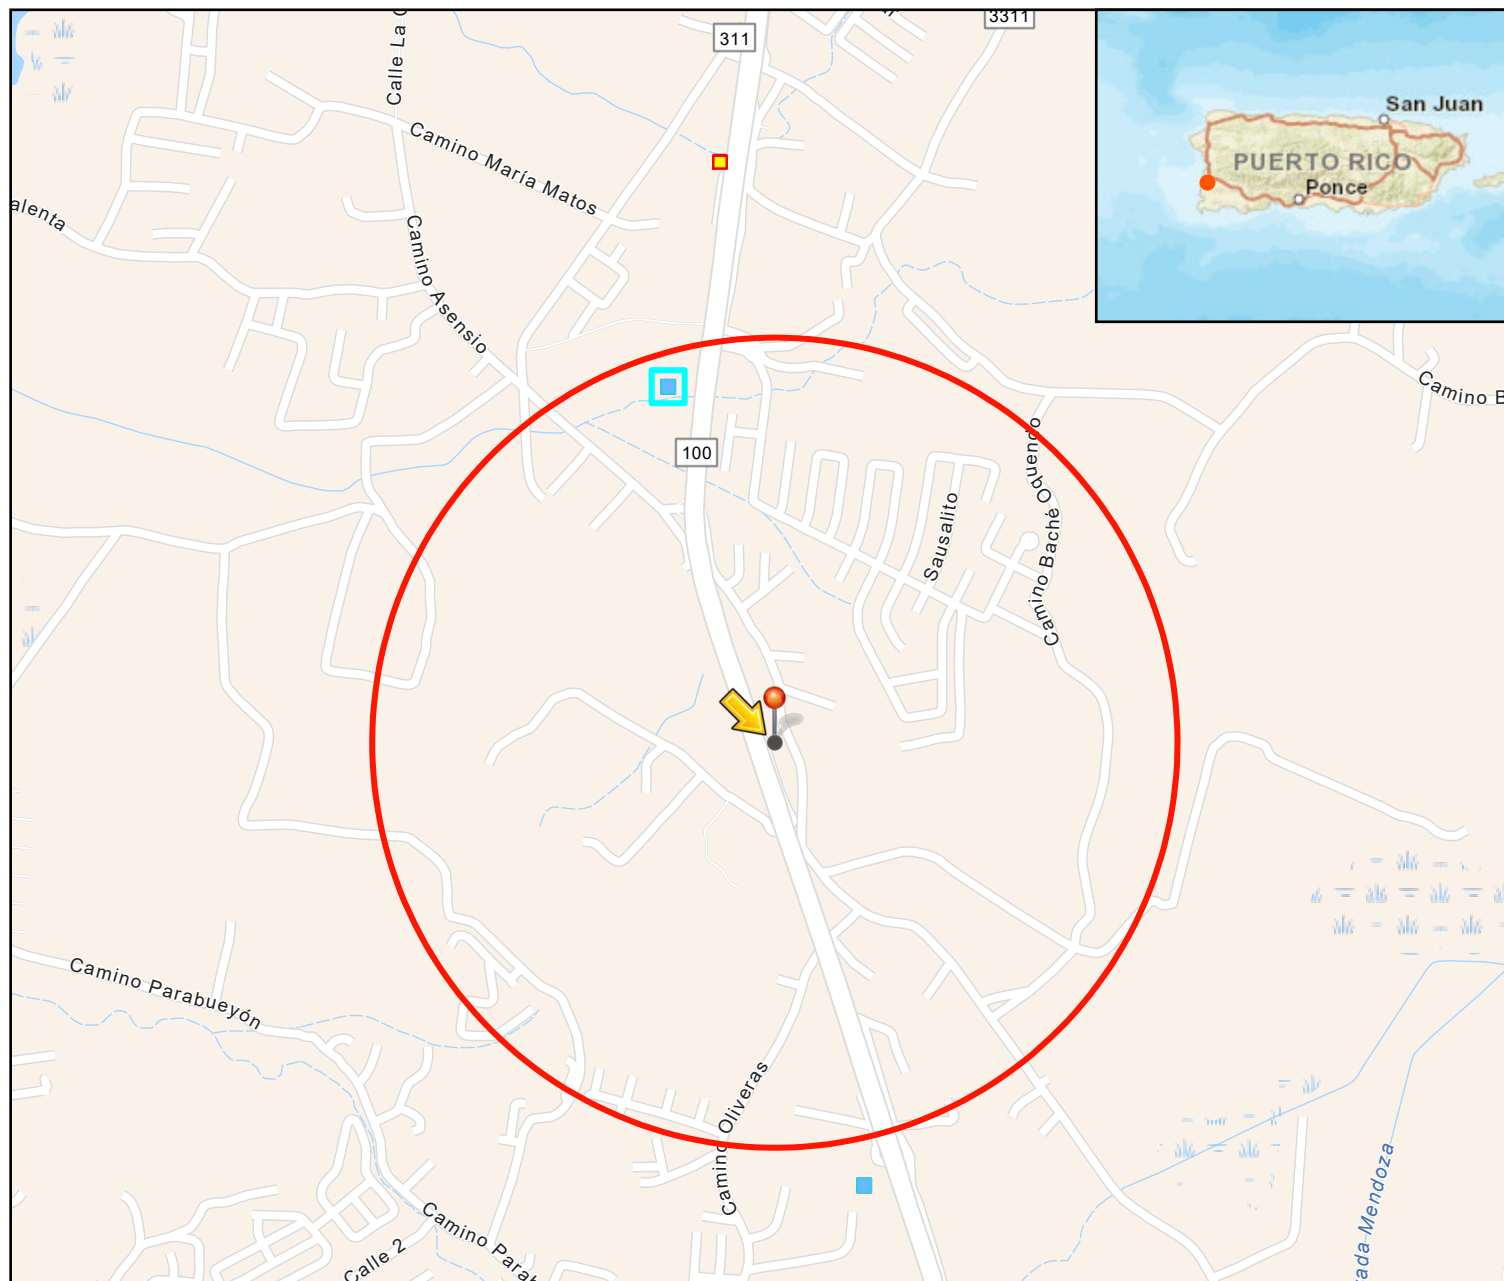 311
3311
San Juan
PUERTO RICO
Ponce
Calle La
Camino María Matos
alenta
Camino Asensio
Camino B
100
Camino Baché Oquendo
Sausalito
Camino Parabueyón
Camino Oliveras
Camino Paral
Calle 2
ada Mendoza